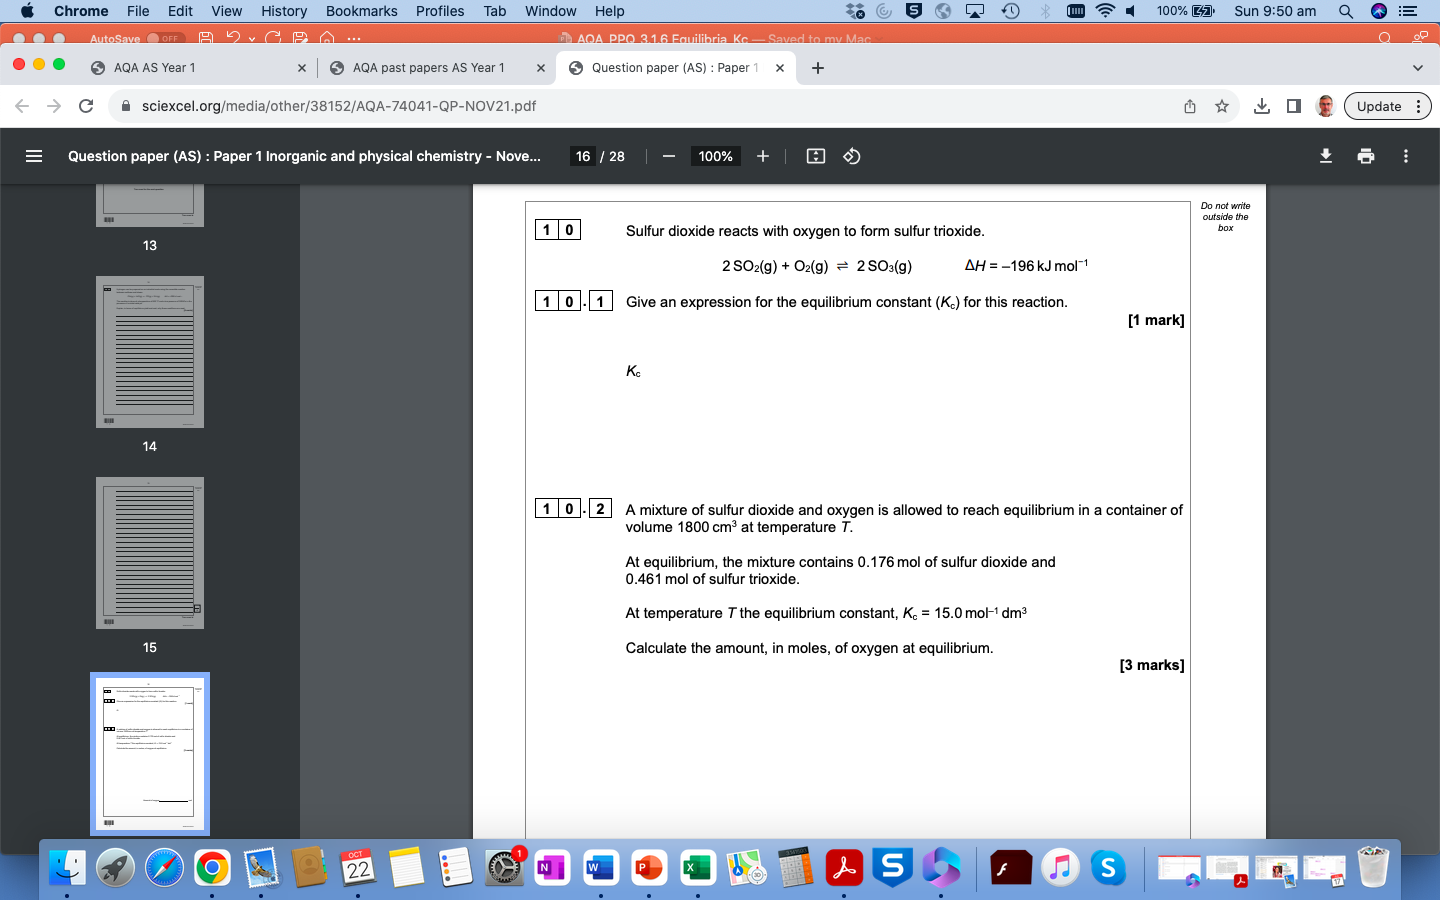 Chrome File Edit View History Bookmarks Profiles Tab Window Help 100% Sun 9:50 am
AutoSave OFF ... AQA PPQ 3.1.6 Equilibria Kc — Saved to my Mac
AQA AS Year 1 × AQA past papers AS Year 1 × Question paper (AS) : Paper 1 × +
sciexcel.org/media/other/38152/AQA-74041-QP-NOV21.pdf Update
Question paper (AS) : Paper 1 Inorganic and physical chemistry - Nove... 16 / 28 − 100% +
13
14
15
Do not write
outside the
box
1 0 Sulfur dioxide reacts with oxygen to form sulfur trioxide.
2 SO₂(g) + O₂(g) ⇌ 2 SO₃(g) ΔH = –196 kJ mol⁻¹
1 0 . 1 Give an expression for the equilibrium constant (Kc) for this reaction.
[1 mark]
Kc
1 0 . 2 A mixture of sulfur dioxide and oxygen is allowed to reach equilibrium in a container of
volume 1800 cm³ at temperature T.
At equilibrium, the mixture contains 0.176 mol of sulfur dioxide and
0.461 mol of sulfur trioxide.
At temperature T the equilibrium constant, Kc = 15.0 mol⁻¹ dm³
Calculate the amount, in moles, of oxygen at equilibrium.
[3 marks]
OCT
22
1
N
W
P
X
3D
S
S
17